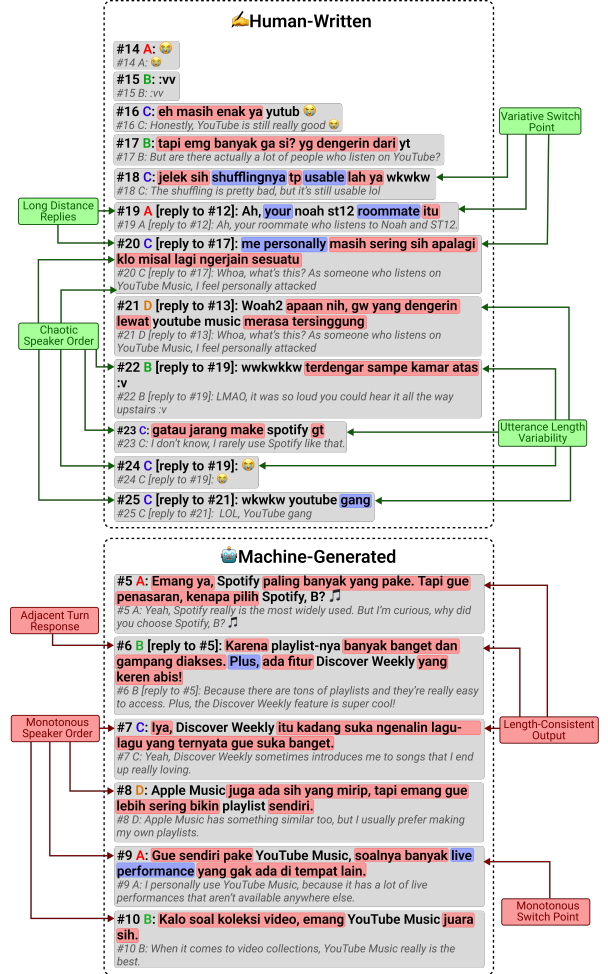 ✍️Human-Written
#14 A: 😭
#14 A: 😭
#15 B: :vv
#15 B: :vv
#16 C: eh masih enak ya yutub 😭
#16 C: Honestly, YouTube is still really good 😭
Variative Switch
Point
#17 B: tapi emg banyak ga si? yg dengerin dari yt
#17 B: But are there actually a lot of people who listen on YouTube?
#18 C: jelek sih shufflingnya tp usable lah ya wkwkw
#18 C: The shuffling is pretty bad, but it's still usable lol
Long Distance
Replies
#19 A [reply to #12]: Ah, your noah st12 roommate itu
#19 A [reply to #12]: Ah, your roommate who listens to Noah and ST12.
#20 C [reply to #17]: me personally masih sering sih apalagi
klo misal lagi ngerjain sesuatu
#20 C [reply to #17]: Whoa, what's this? As someone who listens on
YouTube Music, I feel personally attacked
#21 D [reply to #13]: Woah2 apaan nih, gw yang dengerin
lewat youtube music merasa tersinggung
#21 D [reply to #13]: Whoa, what's this? As someone who listens on
YouTube Music, I feel personally attacked
Chaotic
Speaker Order
#22 B [reply to #19]: wwkwkkw terdengar sampe kamar atas
:v
#22 B [reply to #19]: LMAO, it was so loud you could hear it all the way
upstairs :v
#23 C: gatau jarang make spotify gt
#23 C: I don't know, I rarely use Spotify like that.
Utterance Length
Variability
#24 C [reply to #19]: 😭
#24 C [reply to #19]: 😭
#25 C [reply to #21]: wkwkw youtube gang
#25 C [reply to #21]: LOL, YouTube gang
🤖Machine-Generated
#5 A: Emang ya, Spotify paling banyak yang pake. Tapi gue
penasaran, kenapa pilih Spotify, B? 🎵
#5 A: Yeah, Spotify really is the most widely used. But I'm curious, why did
you choose Spotify, B? 🎵
Adjacent Turn
Response
#6 B [reply to #5]: Karena playlist-nya banyak banget dan
gampang diakses. Plus, ada fitur Discover Weekly yang
keren abis!
#6 B [reply to #5]: Because there are tons of playlists and they're really easy
to access. Plus, the Discover Weekly feature is super cool!
Monotonous
Speaker Order
#7 C: Iya, Discover Weekly itu kadang suka ngenalin lagu-
lagu yang ternyata gue suka banget.
#7 C: Yeah, Discover Weekly sometimes introduces me to songs that I end
up really loving.
Length-Consistent
Output
#8 D: Apple Music juga ada sih yang mirip, tapi emang gue
lebih sering bikin playlist sendiri.
#8 D: Apple Music has something similar too, but I usually prefer making
my own playlists.
#9 A: Gue sendiri pake YouTube Music, soalnya banyak live
performance yang gak ada di tempat lain.
#9 A: I personally use YouTube Music, because it has a lot of live
performances that aren't available anywhere else.
Monotonous
Switch Point
#10 B: Kalo soal koleksi video, emang YouTube Music juara
sih.
#10 B: When it comes to video collections, YouTube Music really is the
best.